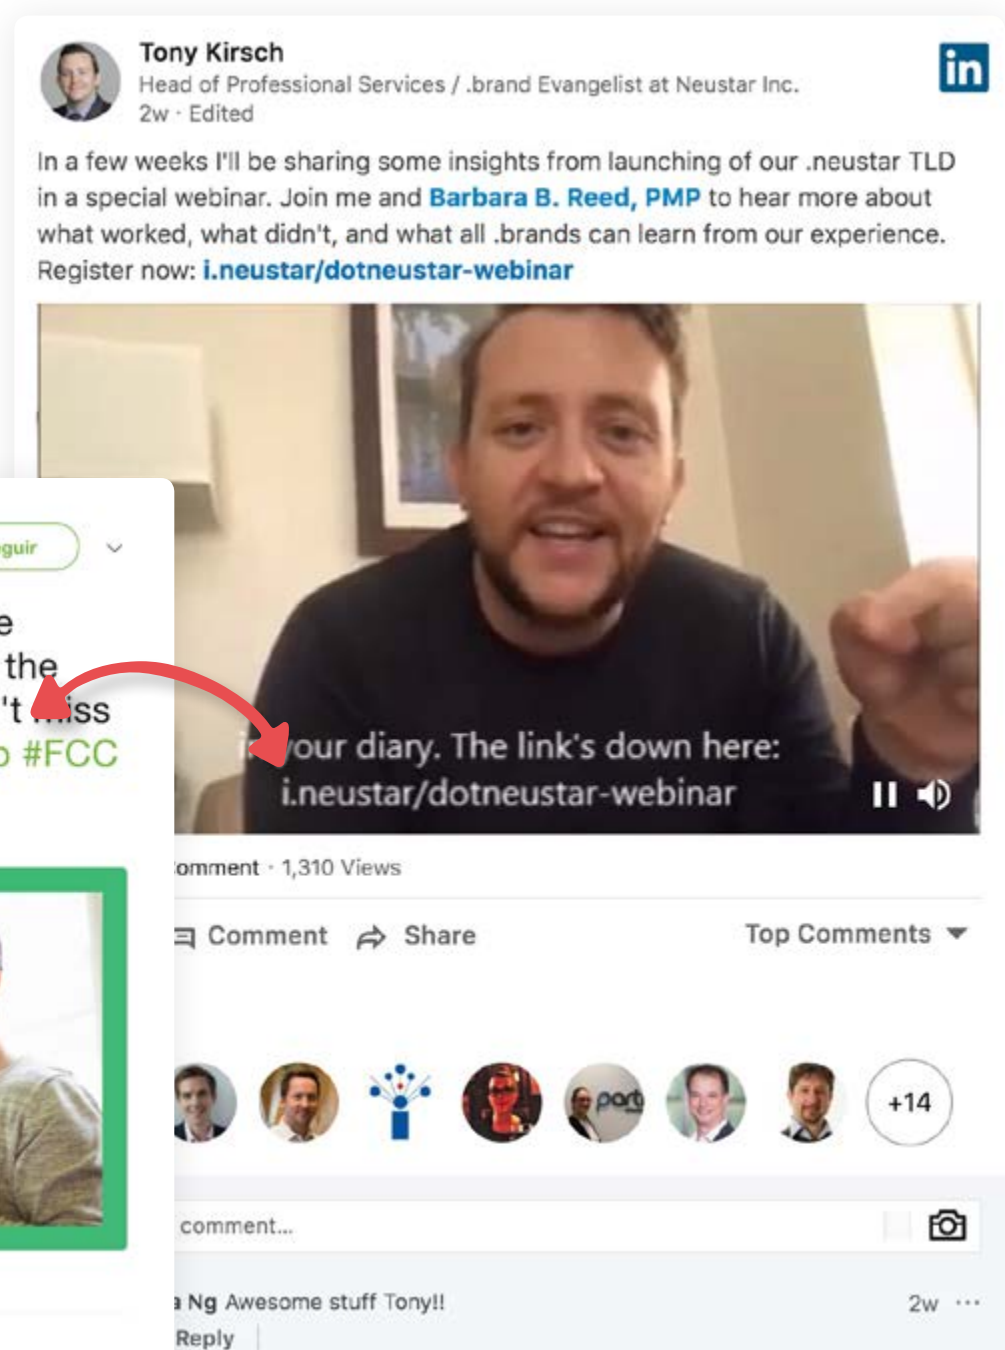 Tony Kirsch
in
Head of Professional Services / .brand Evangelist at Neustar Inc.
2w · Edited
In a few weeks I'll be sharing some insights from launching of our .neustar TLD
in a special webinar. Join me and Barbara B. Reed, PMP to hear more about
what worked, what didn't, and what all .brands can learn from our experience.
Register now: i.neustar/dotneustar-webinar
guir
e
the
't miss
#FCC
your diary. The link's down here:
i.neustar/dotneustar-webinar
omment · 1,310 Views
Comment Share Top Comments
port
+14
comment...
a Ng Awesome stuff Tony!! 2w ···
Reply